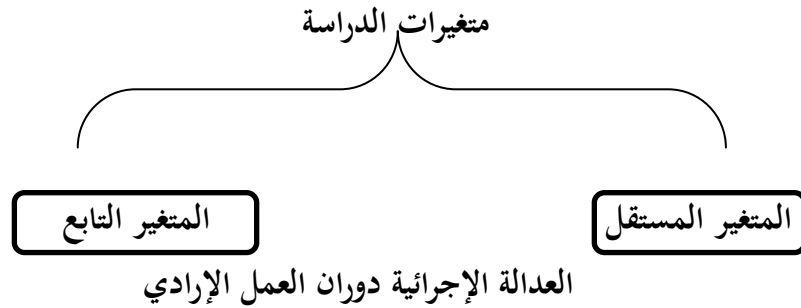 متغيرات الدراسة
المتغير المستقل
المتغير التابع
العدالة الإجرائية دوران العمل الإرادي